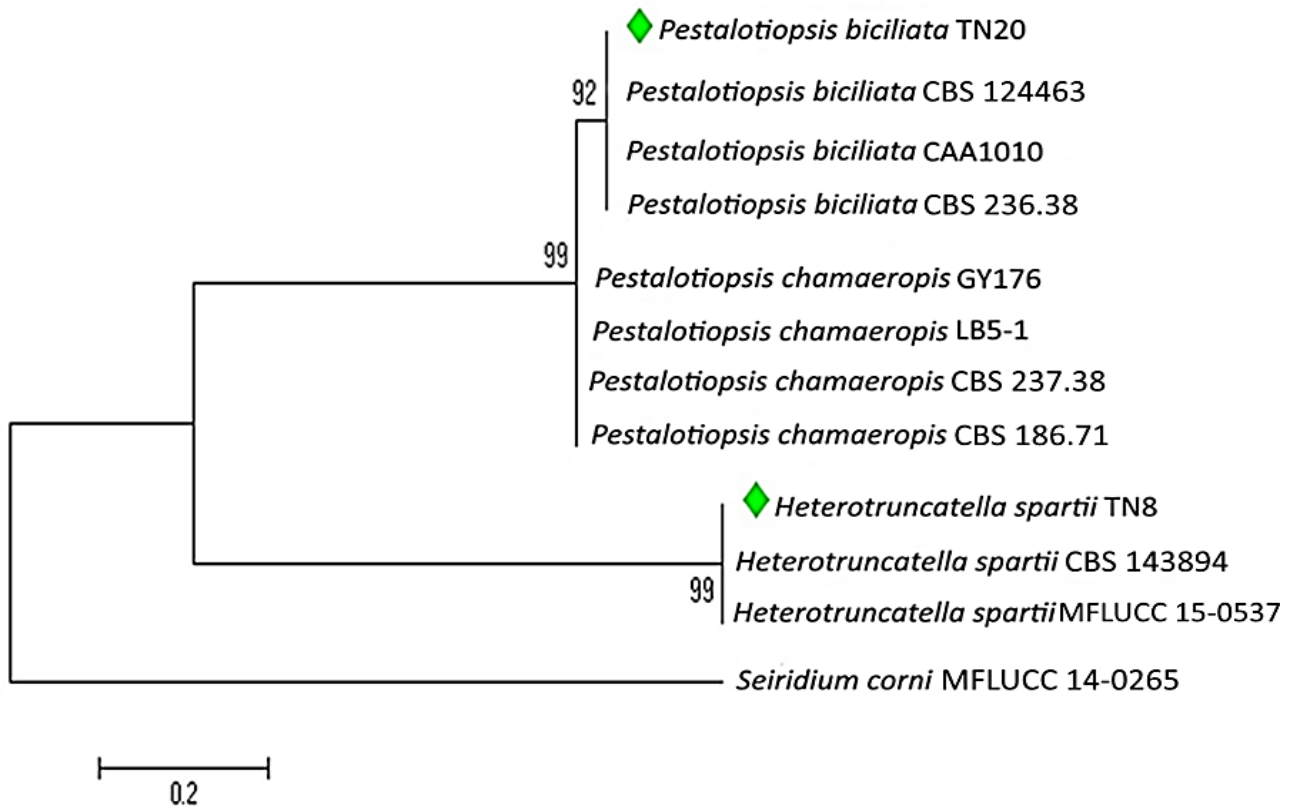 Pestalotiopsis biciliata TN20
92
Pestalotiopsis biciliata CBS 124463
Pestalotiopsis biciliata CAA1010
Pestalotiopsis biciliata CBS 236.38
99
Pestalotiopsis chamaeropis GY176
Pestalotiopsis chamaeropis LB5-1
Pestalotiopsis chamaeropis CBS 237.38
Pestalotiopsis chamaeropis CBS 186.71
Heterotruncatella spartii TN8
Heterotruncatella spartii CBS 143894
99
Heterotruncatella spartiiMFLUCC 15-0537
Seiridium corni MFLUCC 14-0265
0.2